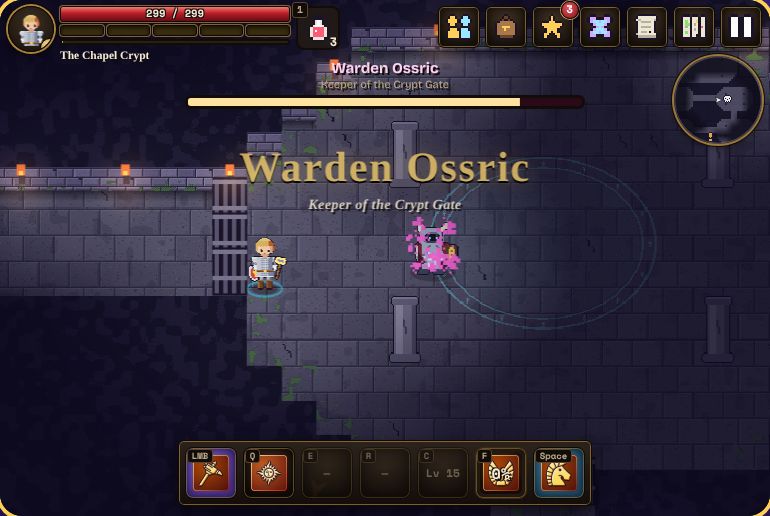 299 / 299
1
3
3
The Chapel Crypt
Warden Ossric
Keeper of the Crypt Gate
Warden Ossric
Keeper of the Crypt Gate
LMB
Q
E
R
C
F
Space
–
–
Lv 15